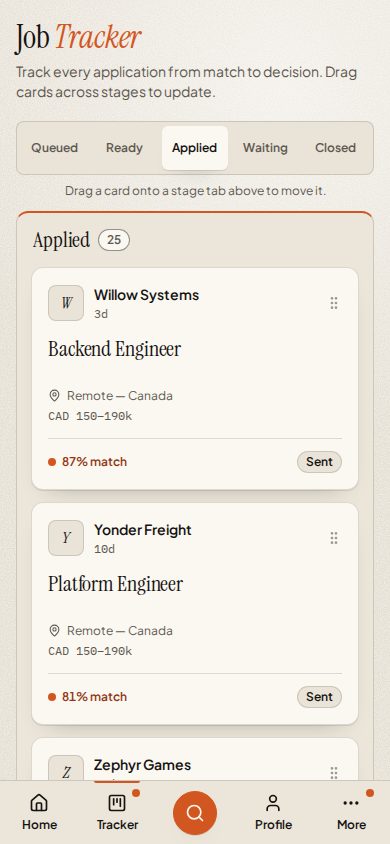 Job Tracker
Track every application from match to decision. Drag
cards across stages to update.
Queued Ready Applied Waiting Closed
Drag a card onto a stage tab above to move it.
Applied 25
W Willow Systems
3d
Backend Engineer
Remote — Canada
CAD 150–190k
87% match Sent
Y Yonder Freight
10d
Platform Engineer
Remote — Canada
CAD 150–190k
81% match Sent
Z Zephyr Games
Home Tracker Profile More